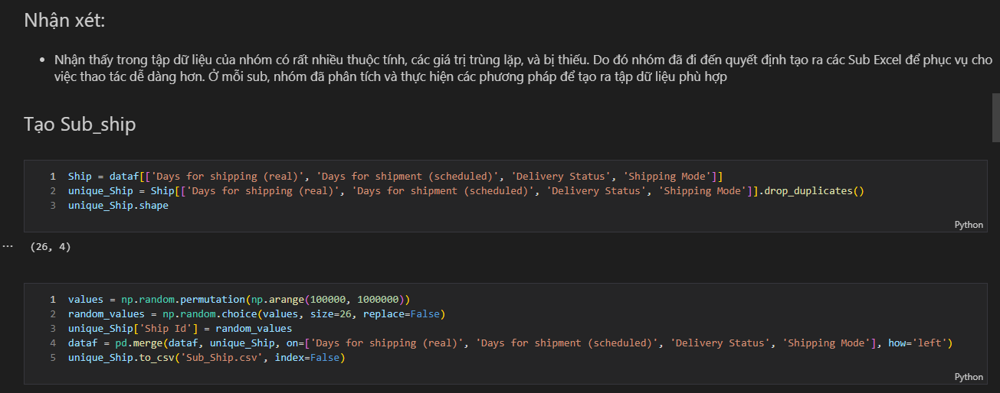 Nhận xét:
• Nhận thấy trong tập dữ liệu của nhóm có rất nhiều thuộc tính, các giá trị trùng lặp, và bị thiếu. Do đó nhóm đã đi đến quyết định tạo ra các Sub Excel để phục vụ cho
việc thao tác dễ dàng hơn. Ở mỗi sub, nhóm đã phân tích và thực hiện các phương pháp để tạo ra tập dữ liệu phù hợp
Tạo Sub_ship
1 Ship = dataf[['Days for shipping (real)', 'Days for shipment (scheduled)', 'Delivery Status', 'Shipping Mode']]
2 unique_Ship = Ship[['Days for shipping (real)', 'Days for shipment (scheduled)', 'Delivery Status', 'Shipping Mode']].drop_duplicates()
3 unique_Ship.shape
Python
... (26, 4)
1 values = np.random.permutation(np.arange(100000, 1000000))
2 random_values = np.random.choice(values, size=26, replace=False)
3 unique_Ship['Ship Id'] = random_values
4 dataf = pd.merge(dataf, unique_Ship, on=['Days for shipping (real)', 'Days for shipment (scheduled)', 'Delivery Status', 'Shipping Mode'], how='left')
5 unique_Ship.to_csv('Sub_Ship.csv', index=False)
Python